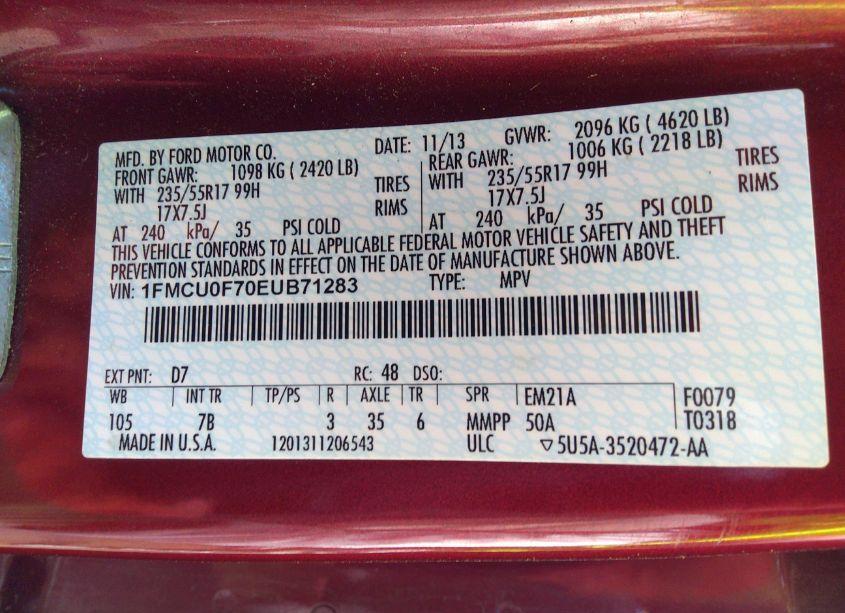 MFD. BY FORD MOTOR CO. DATE: 11/13 GVWR: 2096 KG ( 4620 LB)
FRONT GAWR: 1098 KG ( 2420 LB) REAR GAWR: 1006 KG ( 2218 LB)
WITH 235/55R17 99H TIRES WITH 235/55R17 99H TIRES
17X7.5J RIMS 17X7.5J RIMS
AT 240 kPa/ 35 PSI COLD AT 240 kPa/ 35 PSI COLD
THIS VEHICLE CONFORMS TO ALL APPLICABLE FEDERAL MOTOR VEHICLE SAFETY AND THEFT
PREVENTION STANDARDS IN EFFECT ON THE DATE OF MANUFACTURE SHOWN ABOVE.
VIN: 1FMCU0F70EUB71283 TYPE: MPV
EXT PNT: D7 RC: 48 DSO:
WB INT TR TP/PS R AXLE TR SPR EM21A F0079
105 7B 3 35 6 MMPP 50A T0318
MADE IN U.S.A. 1201311206543 ULC ▽5U5A-3520472-AA